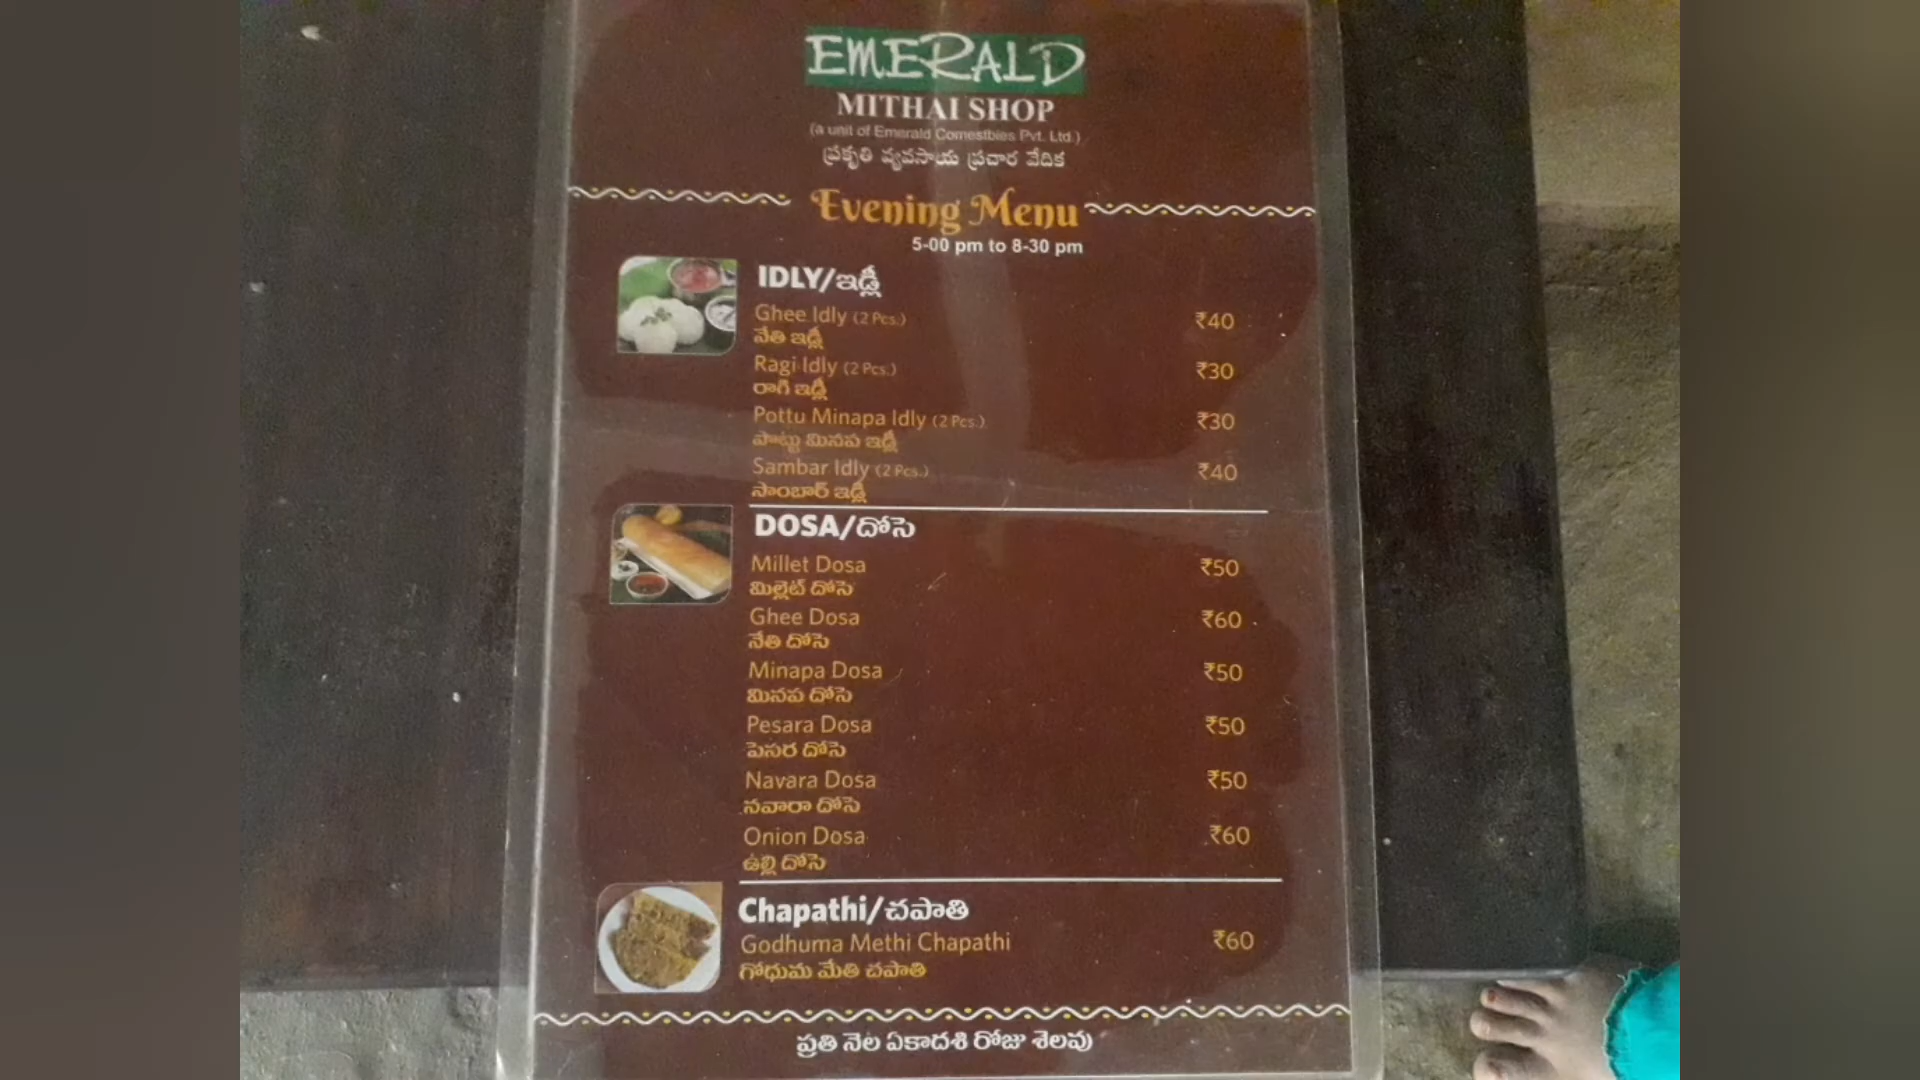 EMERALD
MITHAI SHOP
(a unit of Emerald Comestbies Pvt. Ltd.)
ప్రకృతి వ్యవసాయ ప్రచార వేదిక
Evening Menu
5-00 pm to 8-30 pm
IDLY/ఇడ్లీ
Ghee Idly (2 Pcs.) ₹40
నేతి ఇడ్లీ
Ragi Idly (2 Pcs.) ₹30
రాగి ఇడ్లీ
Pottu Minapa Idly (2 Pcs.) ₹30
పొట్టు మినప ఇడ్లీ
Sambar Idly (2 Pcs.) ₹40
సాంబార్ ఇడ్లీ
DOSA/దోసె
Millet Dosa ₹50
మిల్లెట్ దోసె
Ghee Dosa ₹60
నేతి దోసె
Minapa Dosa ₹50
మినప దోసె
Pesara Dosa ₹50
పెసర దోసె
Navara Dosa ₹50
నవారా దోసె
Onion Dosa ₹60
ఉల్లి దోసె
Chapathi/చపాతి
Godhuma Methi Chapathi ₹60
గోధుమ మేతి చపాతి
ప్రతి నెల ఏకాదశి రోజు శెలవు